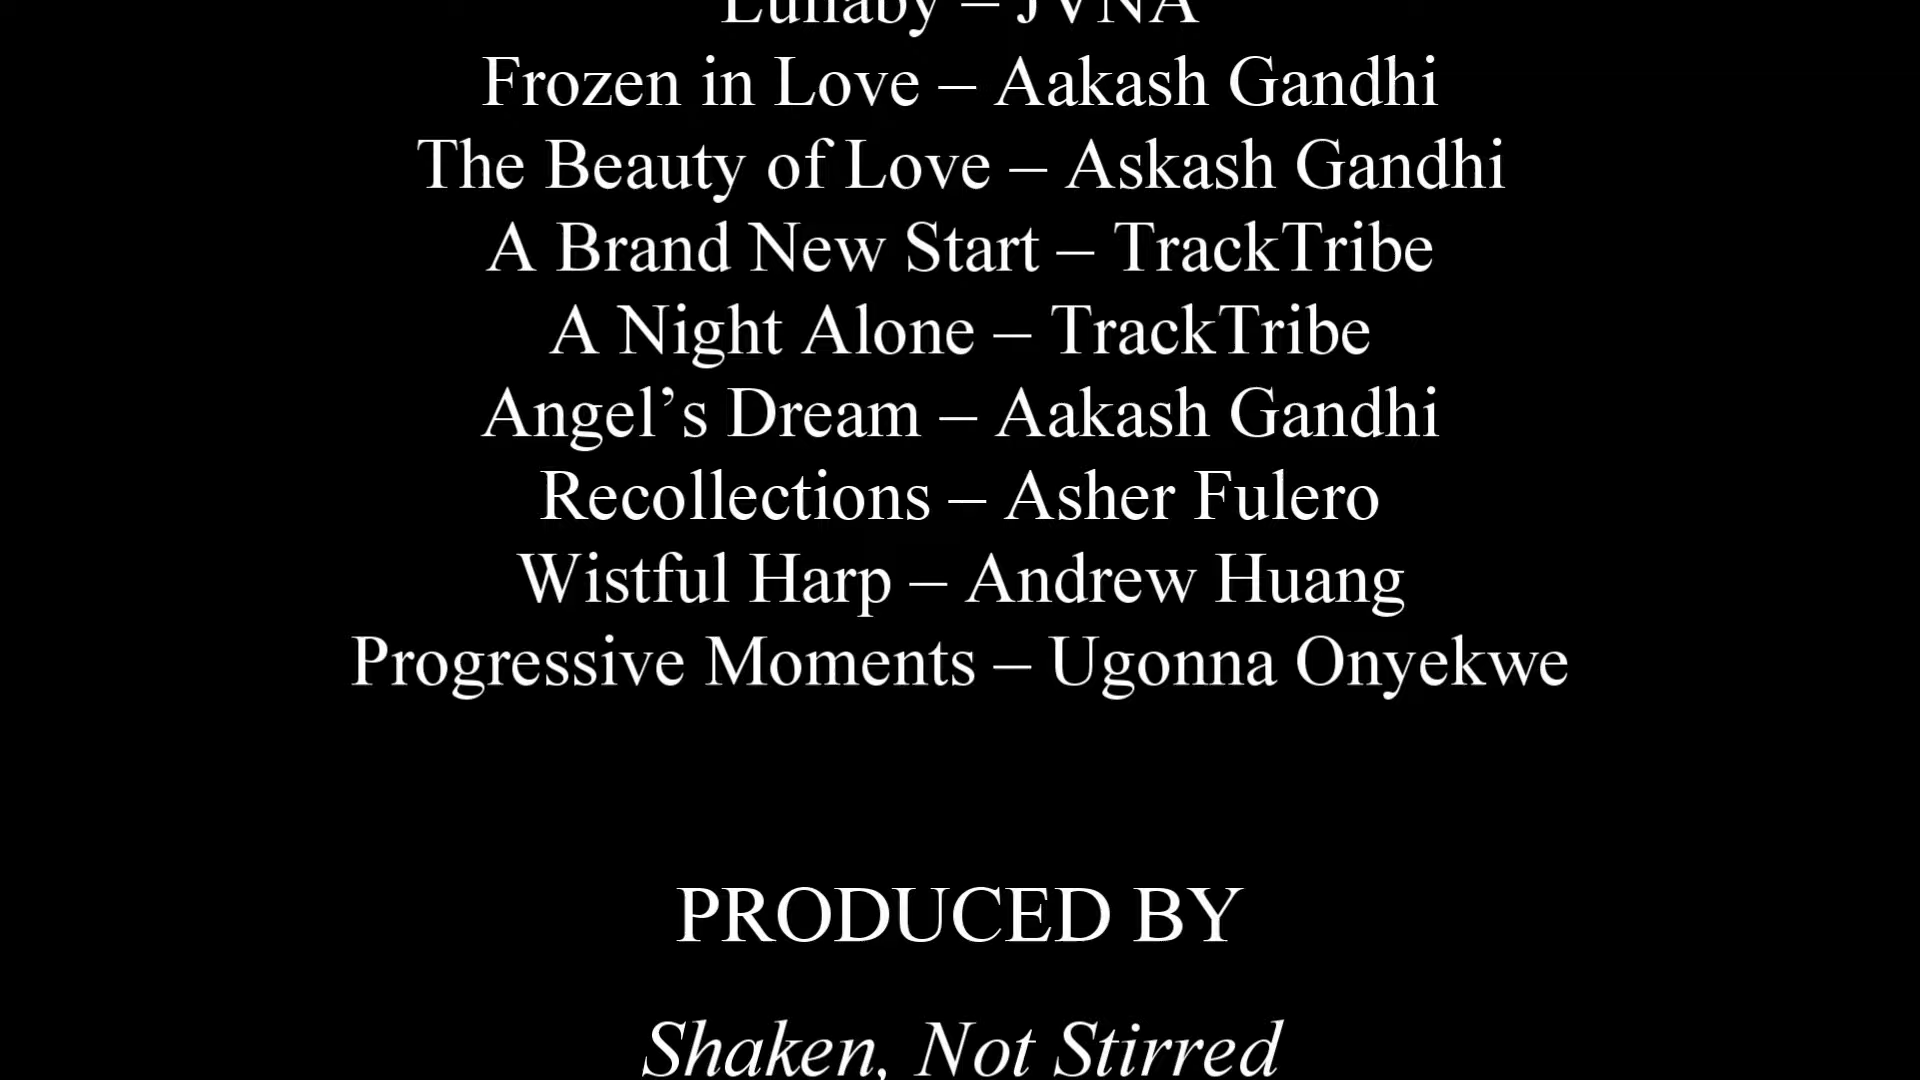 Lullaby – JVNA
Frozen in Love – Aakash Gandhi
The Beauty of Love – Askash Gandhi
A Brand New Start – TrackTribe
A Night Alone – TrackTribe
Angel’s Dream – Aakash Gandhi
Recollections – Asher Fulero
Wistful Harp – Andrew Huang
Progressive Moments – Ugonna Onyekwe
PRODUCED BY
Shaken, Not Stirred